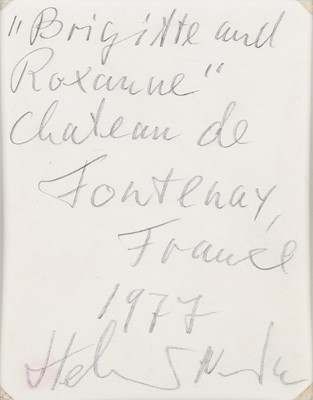 "Brigitte and
Roxanne"
Chateau de
Fontenay,
France
1977